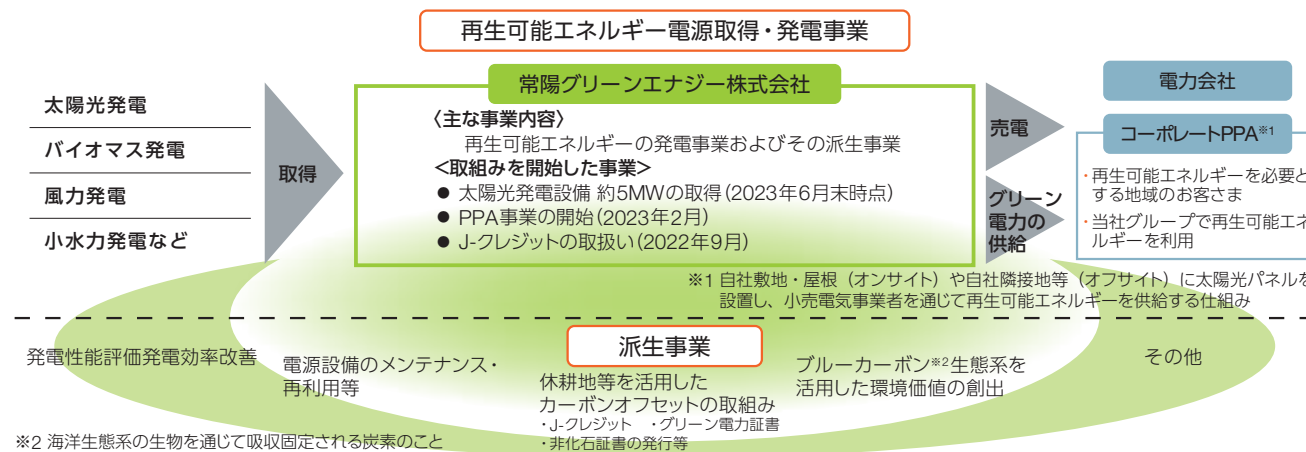 再生可能エネルギー電源取得・発電事業
太陽光発電
バイオマス発電
風力発電
小水力発電など
取得
常陽グリーンエナジー株式会社
〈主な事業内容〉
再生可能エネルギーの発電事業およびその派生事業
<取組みを開始した事業>
● 太陽光発電設備 約5MWの取得(2023年6月末時点)
● PPA事業の開始(2023年2月)
● J-クレジットの取扱い(2022年9月)
売電
グリーン
電力の
供給
電力会社
コーポレートPPA※1
・再生可能エネルギーを必要と
する地域のお客さま
・当社グループで再生可能エネ
ルギーを利用
※1 自社敷地・屋根（オンサイト）や自社隣接地等（オフサイト）に太陽光パネルを
設置し、小売電気事業者を通じて再生可能エネルギーを供給する仕組み
派生事業
発電性能評価発電効率改善
電源設備のメンテナンス・
再利用等
休耕地等を活用した
カーボンオフセットの取組み
・J-クレジット ・グリーン電力証書
・非化石証書の発行等
ブルーカーボン※2生態系を
活用した環境価値の創出
その他
※2 海洋生態系の生物を通じて吸収固定される炭素のこと